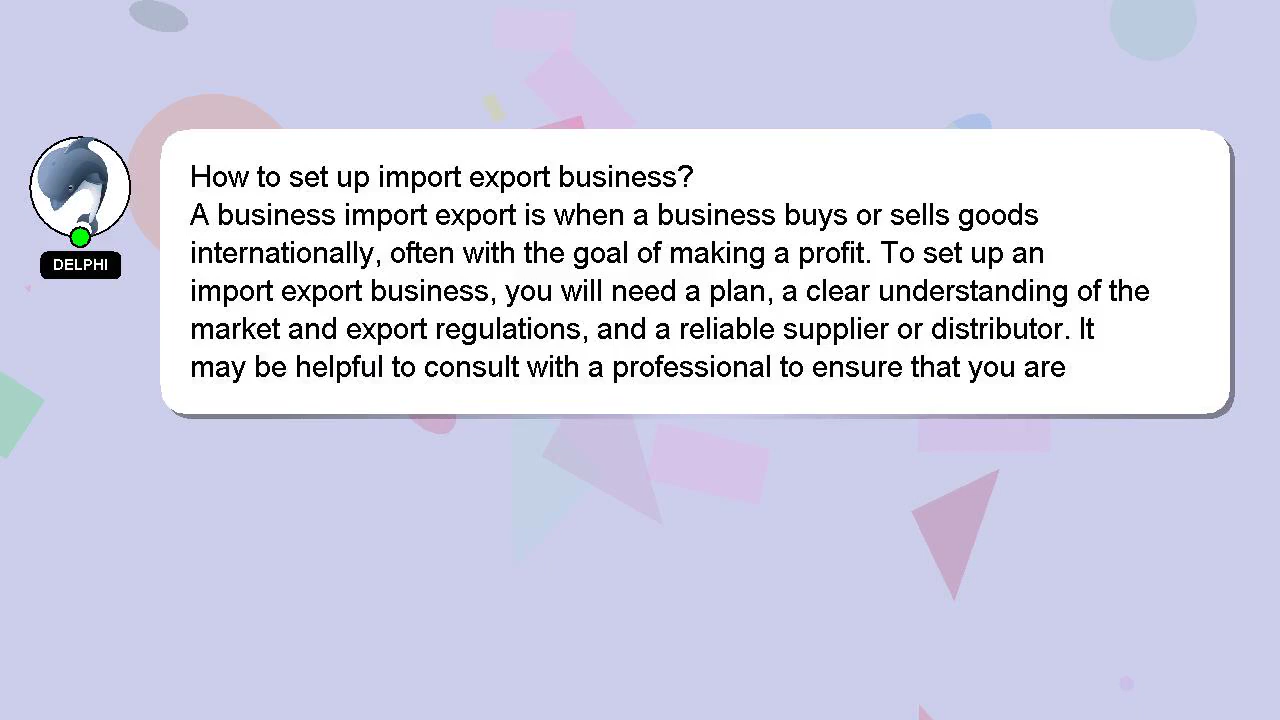 How to set up import export business?
A business import export is when a business buys or sells goods
internationally, often with the goal of making a profit. To set up an
import export business, you will need a plan, a clear understanding of the
market and export regulations, and a reliable supplier or distributor. It
may be helpful to consult with a professional to ensure that you are
DELPHI